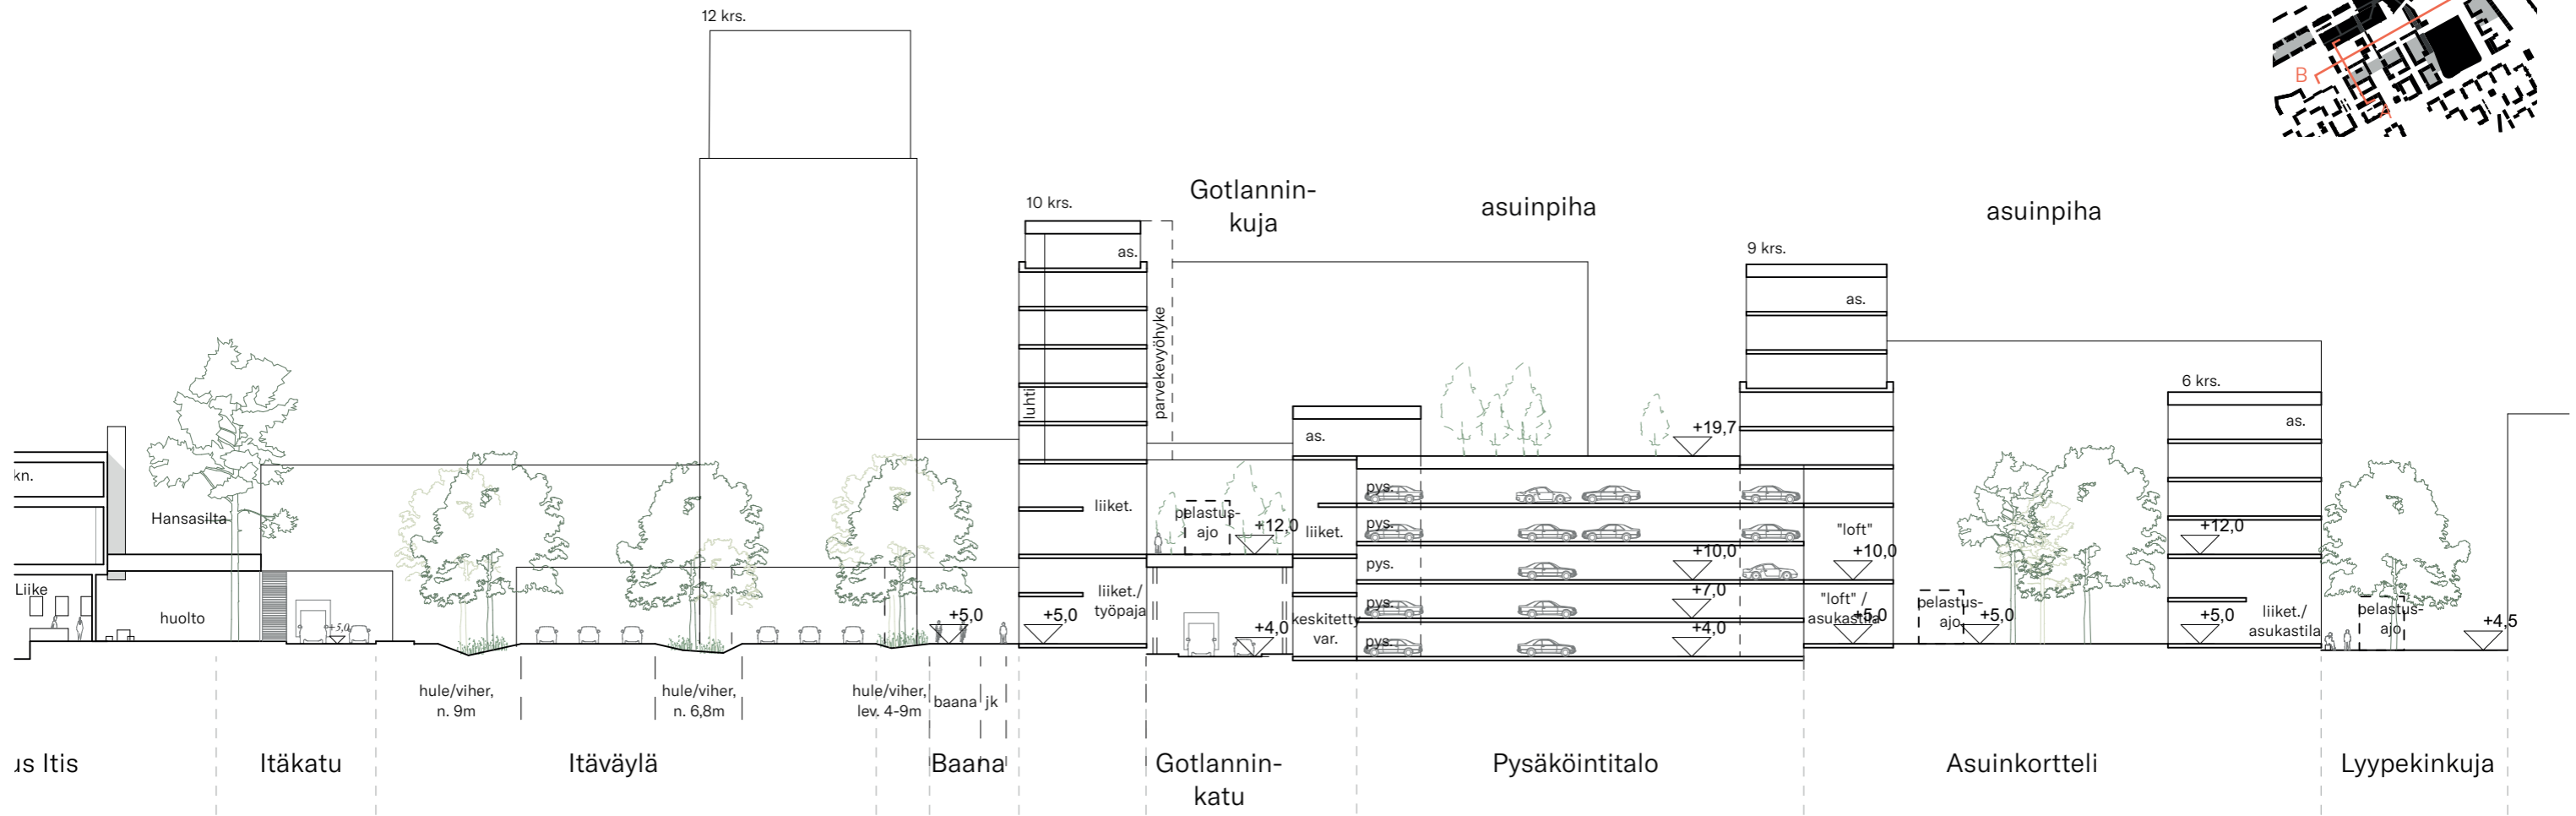 12 krs.
B
A
Gotlannin-
kuja
asuinpiha
asuinpiha
10 krs.
as.
9 krs.
as.
parvekevyöhyke
luhti
6 krs.
as.
as.
+19,7
kn.
Hansasilta
liiket.
pelastus-
ajo
+12,0
liiket.
pys.
pys.
pys.
pys.
pys.
+10,0
+7,0
+4,0
"loft"
+10,0
"loft" /
asukastila
+5,0
pelastus-
ajo
+5,0
+12,0
+5,0
liiket./
asukastila
pelastus-
ajo
+4,5
Liike
huolto
+5,0
+5,0
+5,0
liiket./
työpaja
+4,0
keskitetty
var.
hule/viher,
n. 9m
hule/viher,
n. 6,8m
hule/viher,
lev. 4-9m
baana
jk
us Itis
Itäkatu
Itäväylä
Baana
Gotlannin-
katu
Pysäköintitalo
Asuinkortteli
Lyypekinkuja